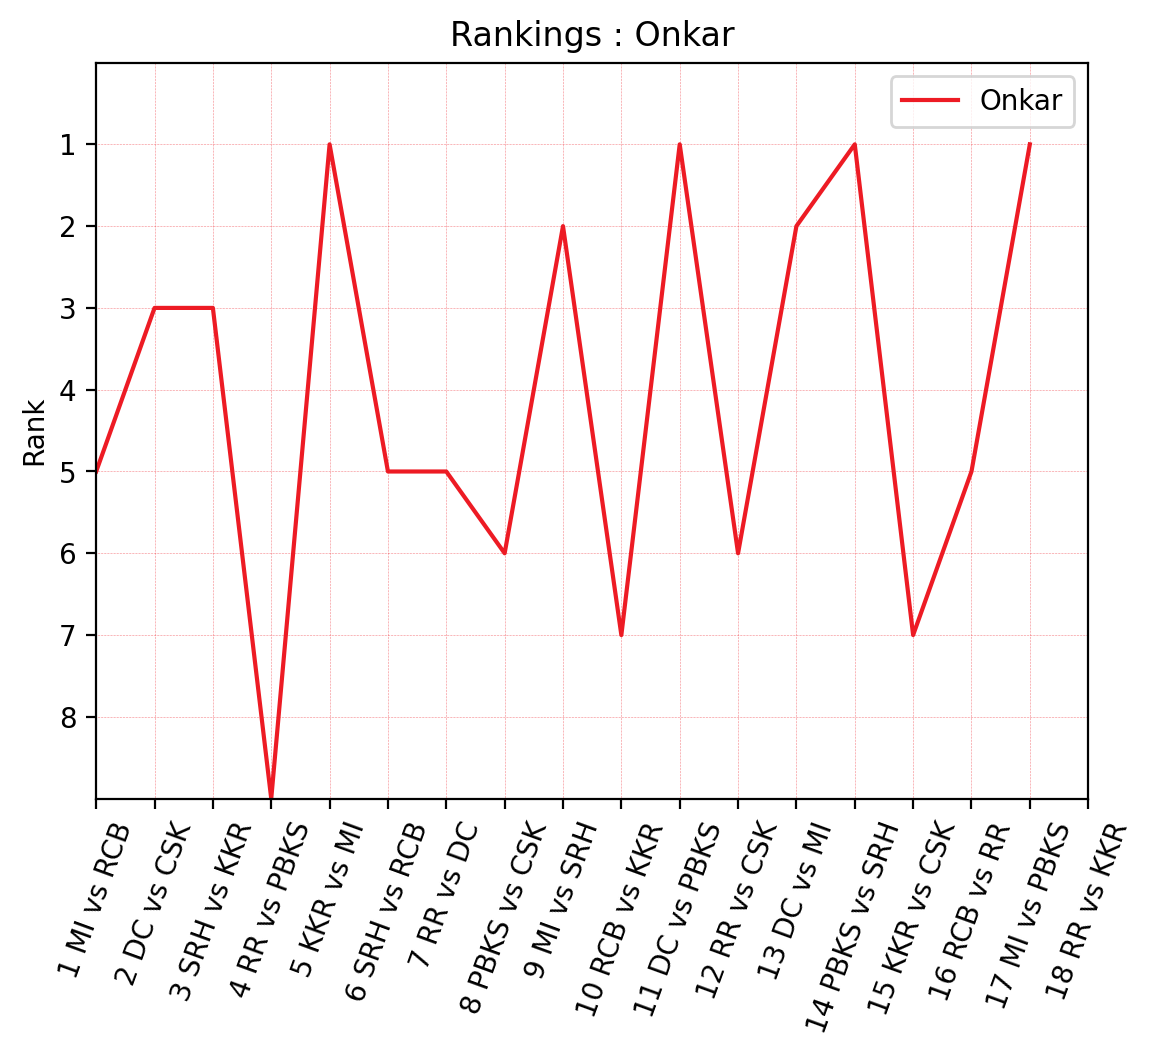 Rankings : Onkar
Onkar
Rank
1
2
3
4
5
6
7
8
1 MI vs RCB
2 DC vs CSK
3 SRH vs KKR
4 RR vs PBKS
5 KKR vs MI
6 SRH vs RCB
7 RR vs DC
8 PBKS vs CSK
9 MI vs SRH
10 RCB vs KKR
11 DC vs PBKS
12 RR vs CSK
13 DC vs MI
14 PBKS vs SRH
15 KKR vs CSK
16 RCB vs RR
17 MI vs PBKS
18 RR vs KKR